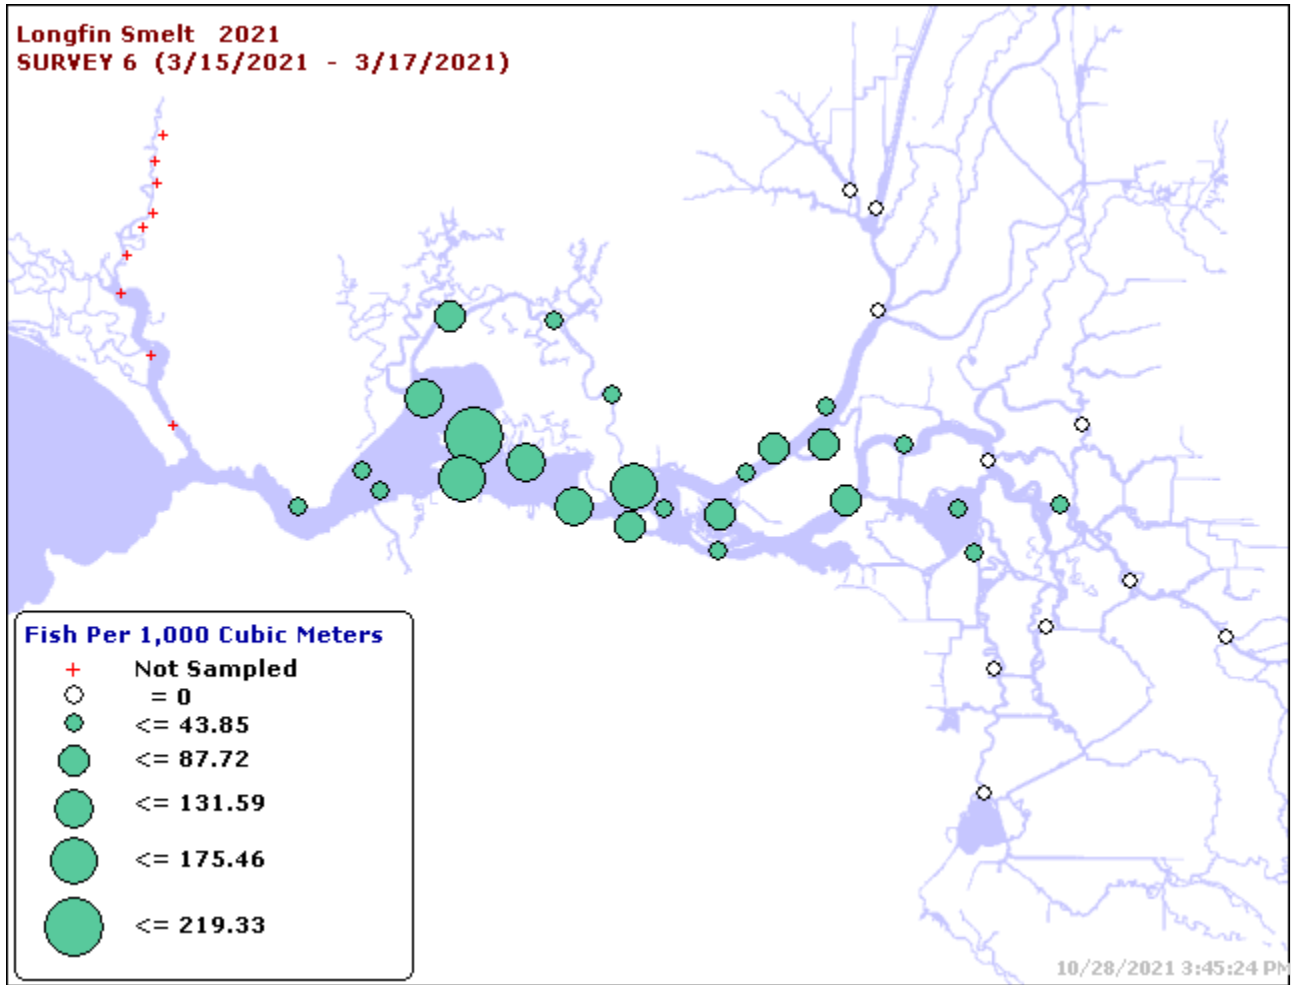 Longfin Smelt 2021
SURVEY 6 (3/15/2021 - 3/17/2021)
Fish Per 1,000 Cubic Meters
Not Sampled
= 0
<= 43.85
<= 87.72
<= 131.59
<= 175.46
<= 219.33
10/28/2021 3:45:24 PM